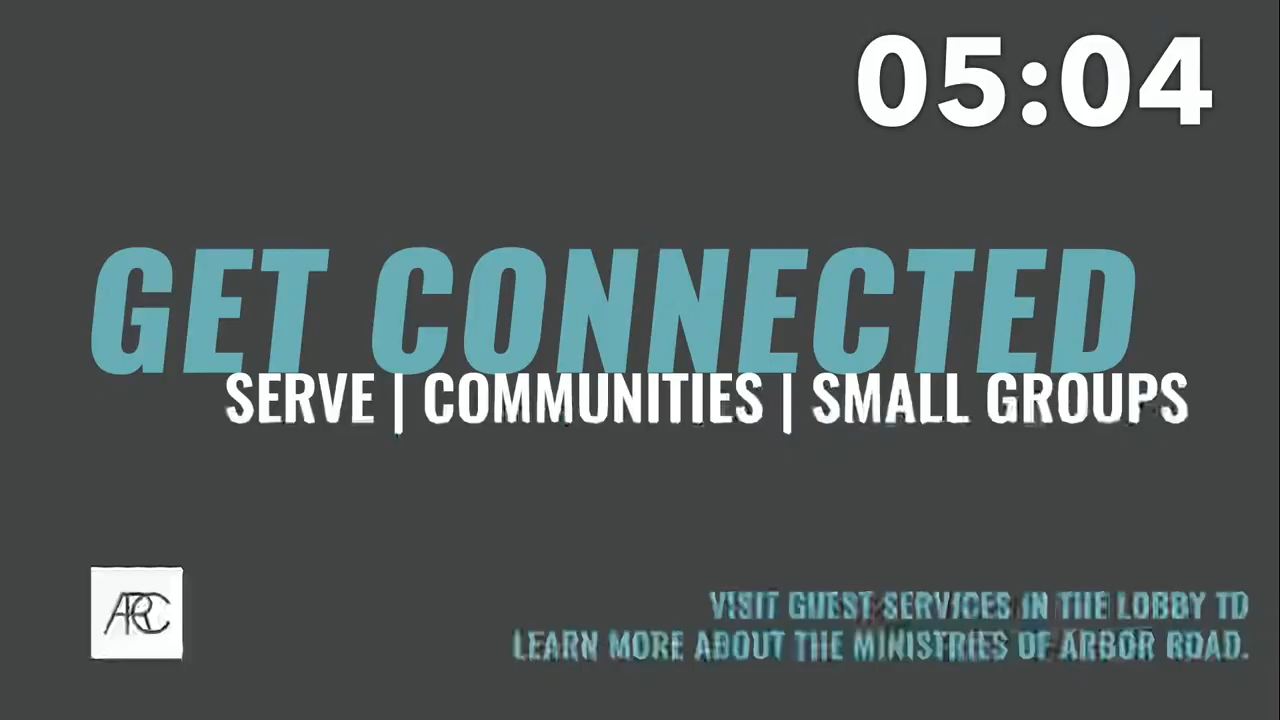 05:04
GET CONNECTED
SERVE | COMMUNITIES | SMALL GROUPS
ARC
VISIT GUEST SERVICES IN THE LOBBY TO
LEARN MORE ABOUT THE MINISTRIES OF ARBOR ROAD.